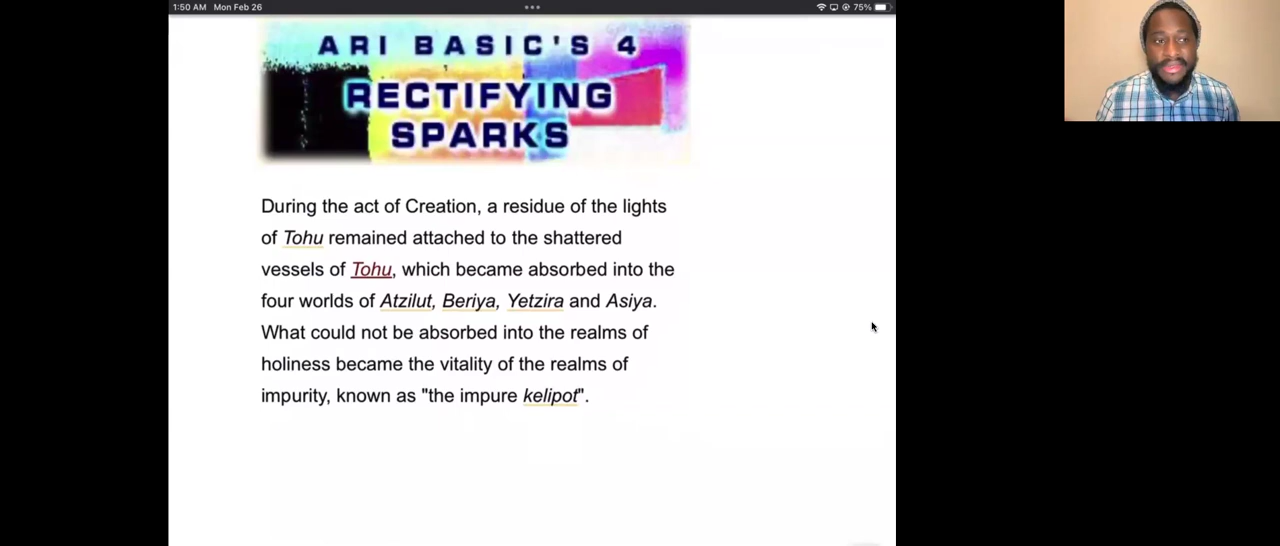 1:50 AM Mon Feb 26
75%
ARI BASIC'S 4
RECTIFYING
SPARKS
During the act of Creation, a residue of the lights
of Tohu remained attached to the shattered
vessels of Tohu, which became absorbed into the
four worlds of Atzilut, Beriya, Yetzira and Asiya.
What could not be absorbed into the realms of
holiness became the vitality of the realms of
impurity, known as "the impure kelipot".